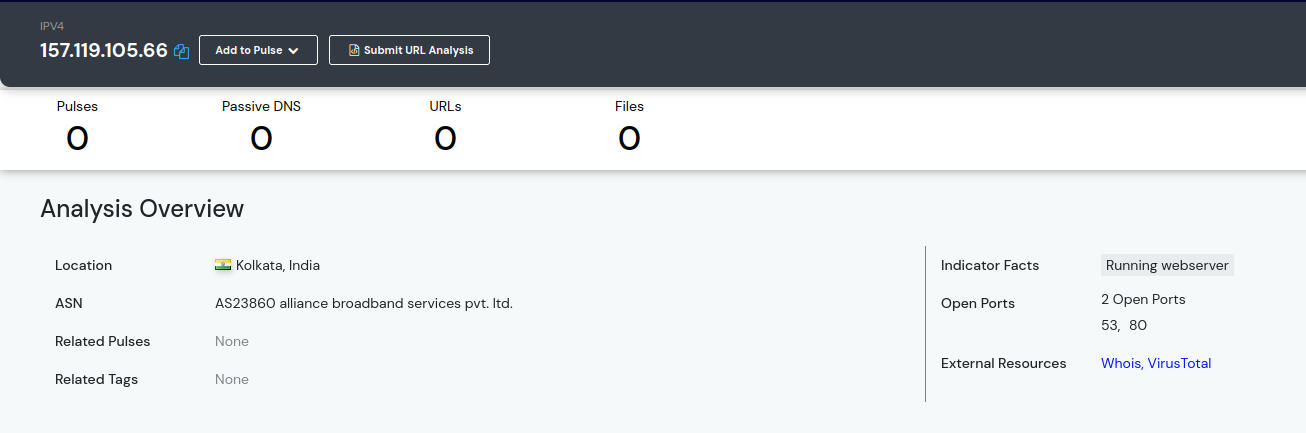 IPV4
157.119.105.66 Add to Pulse Submit URL Analysis
Pulses Passive DNS URLs Files
0 0 0 0
Analysis Overview
Location Kolkata, India
ASN AS23860 alliance broadband services pvt. ltd.
Related Pulses None
Related Tags None
Indicator Facts Running webserver
Open Ports 2 Open Ports
53, 80
External Resources Whois, VirusTotal